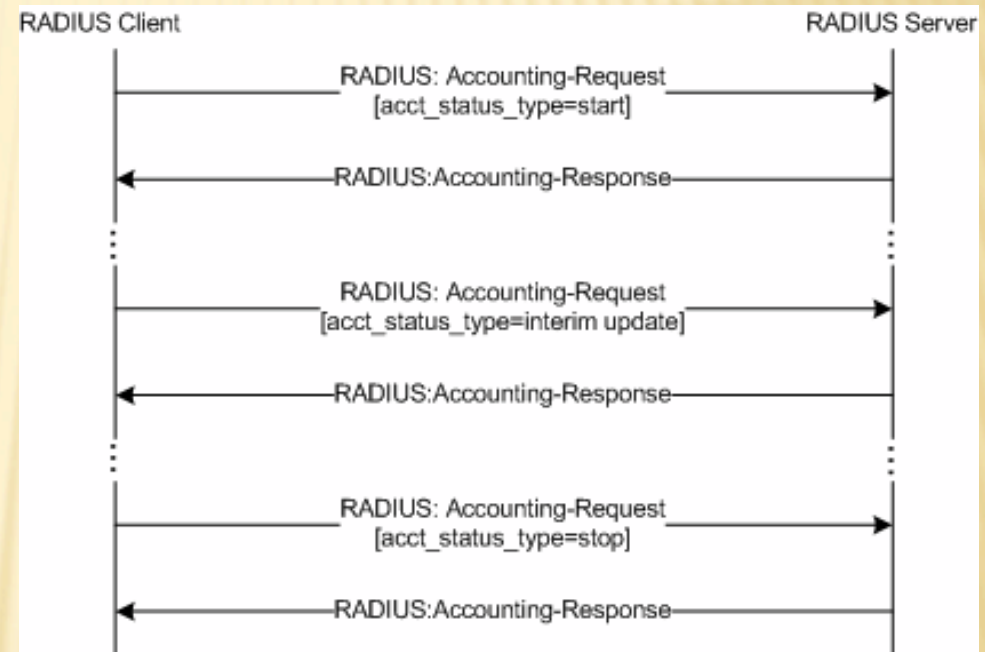 RADIUS Client
RADIUS Server
RADIUS: Accounting-Request
[acct_status_type=start]
RADIUS:Accounting-Response
RADIUS: Accounting-Request
[acct_status_type=interim update]
RADIUS:Accounting-Response
RADIUS: Accounting-Request
[acct_status_type=stop]
RADIUS:Accounting-Response